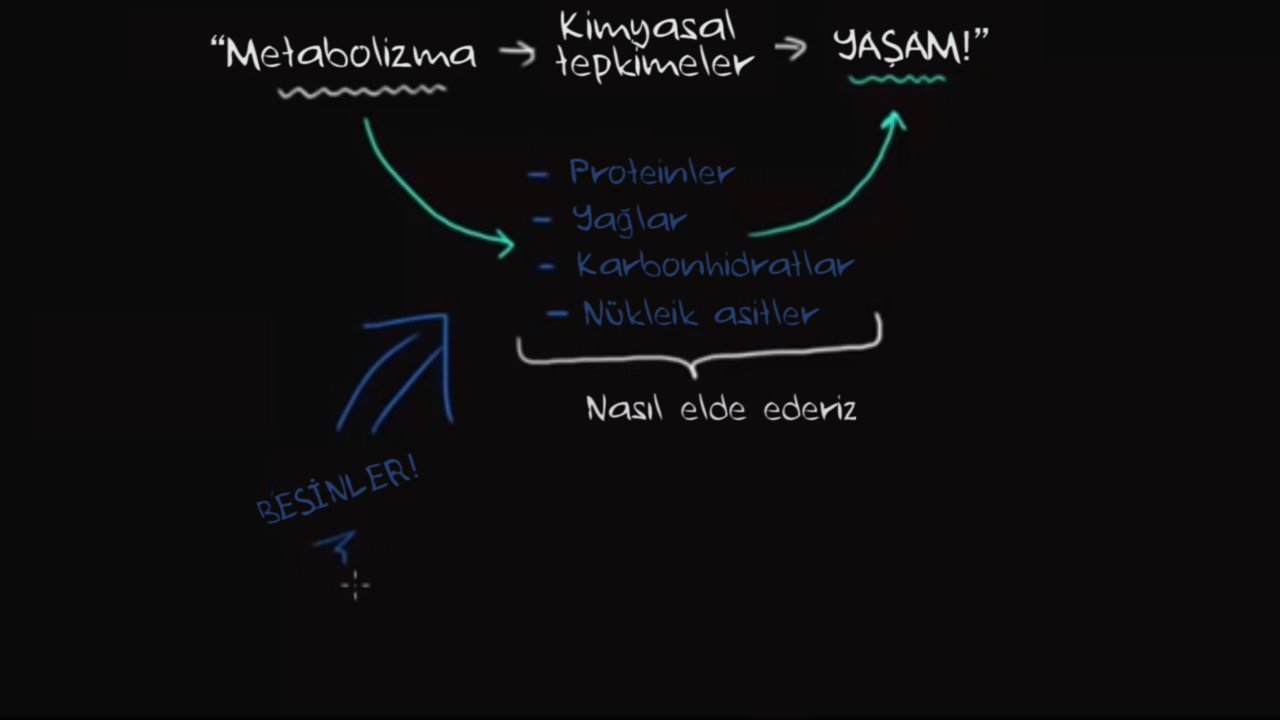 “Metabolizma → Kimyasal tepkimeler → YAŞAM!”
- Proteinler
- Yağlar
- Karbonhidratlar
- Nükleik asitler
Nasıl elde ederiz
BESİNLER!